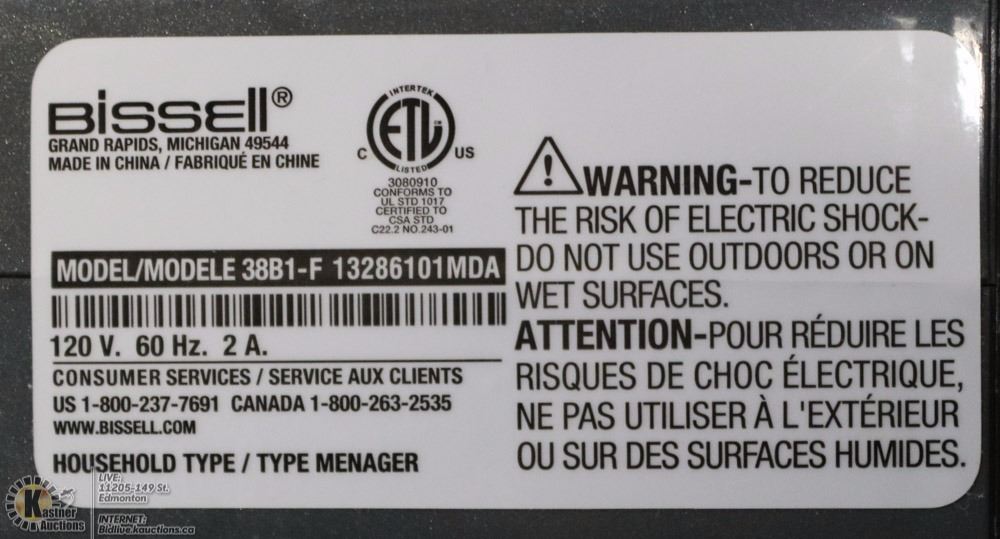 BISSELL®
GRAND RAPIDS, MICHIGAN 49544
MADE IN CHINA / FABRIQUÉ EN CHINE
INTERTEK
ETL CM
C US
LISTED
3080910
CONFORMS TO
UL STD 1017
CERTIFIED TO
CSA STD
C22.2 NO.243-01
MODEL/MODELE 38B1-F 13286101MDA
120 V. 60 Hz. 2 A.
CONSUMER SERVICES / SERVICE AUX CLIENTS
US 1-800-237-7691 CANADA 1-800-263-2535
WWW.BISSELL.COM
HOUSEHOLD TYPE / TYPE MENAGER
WARNING-TO REDUCE
THE RISK OF ELECTRIC SHOCK-
DO NOT USE OUTDOORS OR ON
WET SURFACES.
ATTENTION-POUR RÉDUIRE LES
RISQUES DE CHOC ÉLECTRIQUE,
NE PAS UTILISER À L'EXTÉRIEUR
OU SUR DES SURFACES HUMIDES.
Kastner
Auctions
LIVE:
11205-149 St.
Edmonton
INTERNET:
Bidlive.kauctions.ca